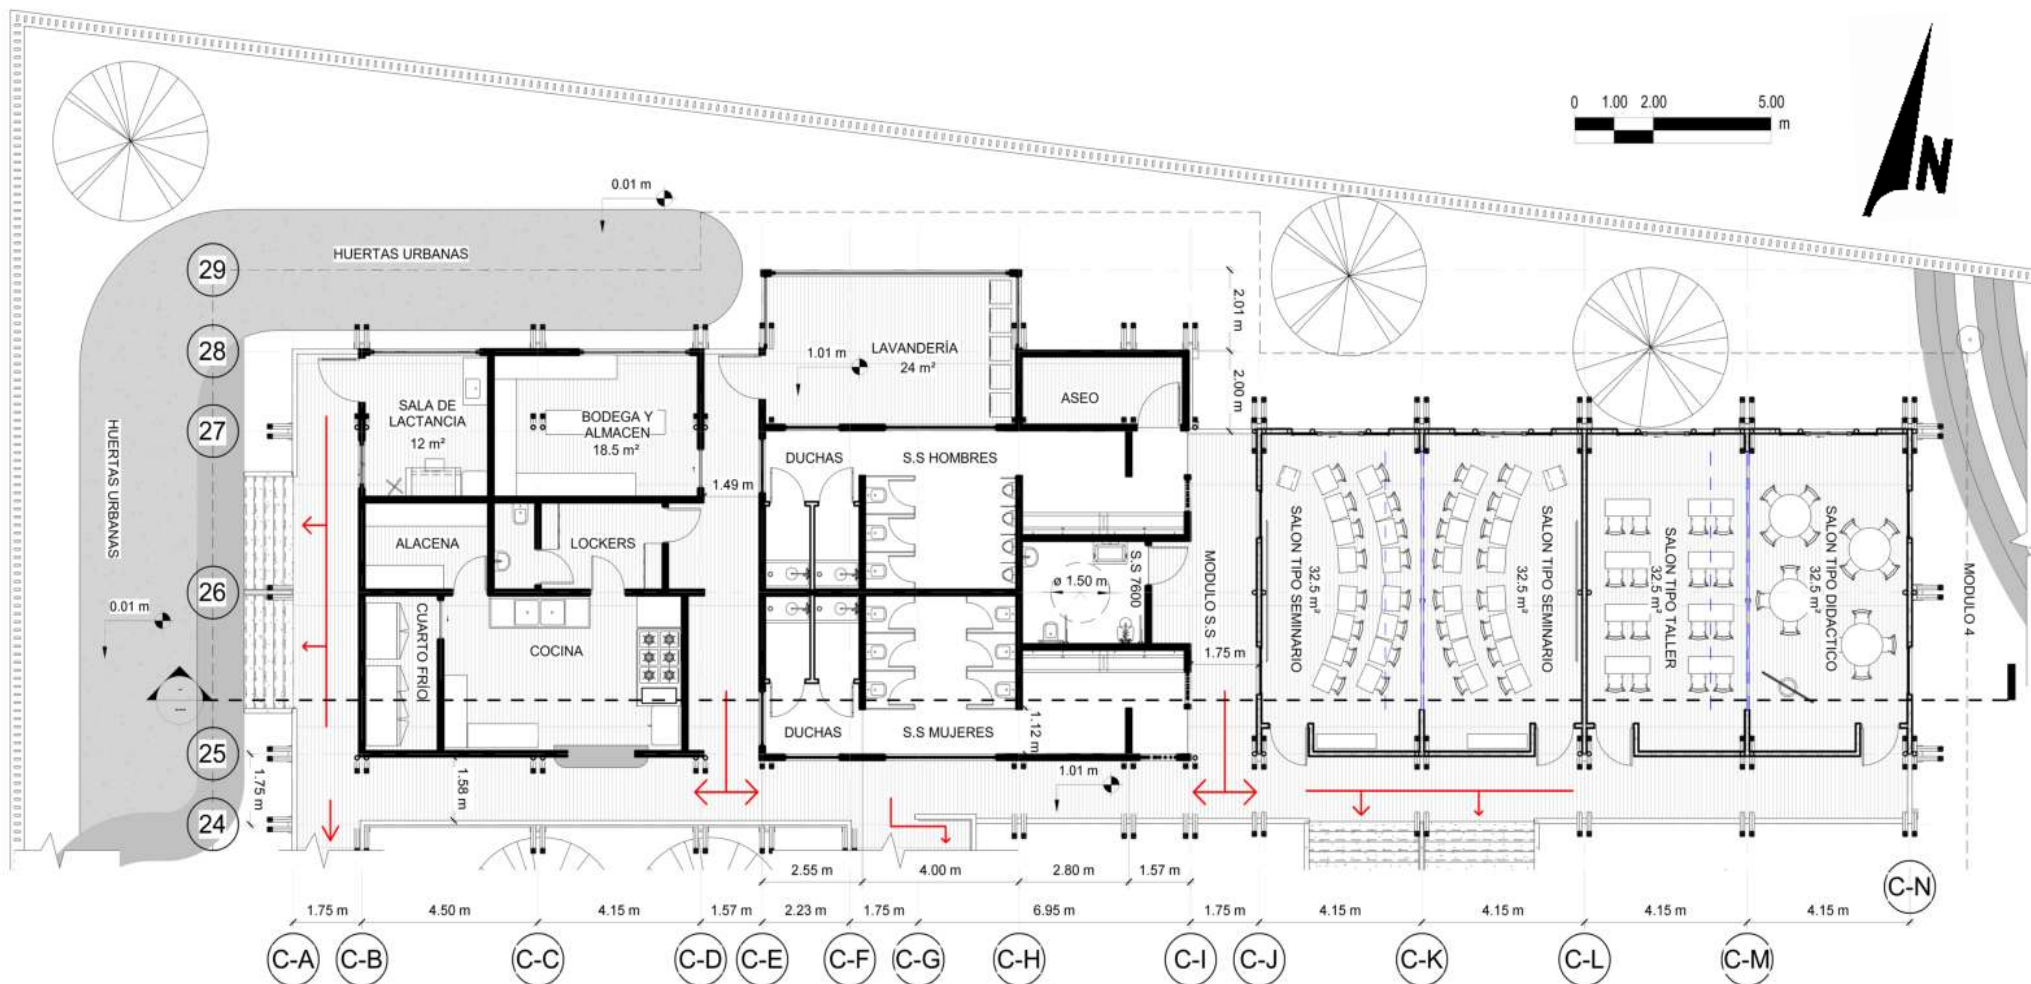 0 1.00 2.00 5.00
m
N
0.01 m
HUERTAS URBANAS
29
28
27
26
25
24
HUERTAS URBANAS
0.01 m
1.75 m
SALA DE
LACTANCIA
12 m²
BODEGA Y
ALMACEN
18.5 m²
1.49 m
ALACENA
LOCKERS
CUARTO FRÍO
COCINA
1.58 m
1.01 m
LAVANDERÍA
24 m²
ASEO
2.01 m
2.00 m
DUCHAS
S.S HOMBRES
ø 1.50 m
S.S 7600
MODULO S.S
1.75 m
DUCHAS
S.S MUJERES
1.12 m
1.01 m
SALON TIPO SEMINARIO
32.5 m²
SALON TIPO SEMINARIO
32.5 m²
SALON TIPO TALLER
32.5 m²
SALON TIPO DIDACTICO
32.5 m²
MODULO 4
2.55 m 4.00 m 2.80 m 1.57 m
1.75 m 4.50 m 4.15 m 1.57 m 2.23 m 1.75 m 6.95 m 1.75 m 4.15 m 4.15 m 4.15 m 4.15 m
C-N
C-A C-B C-C C-D C-E C-F C-G C-H C-I C-J C-K C-L C-M